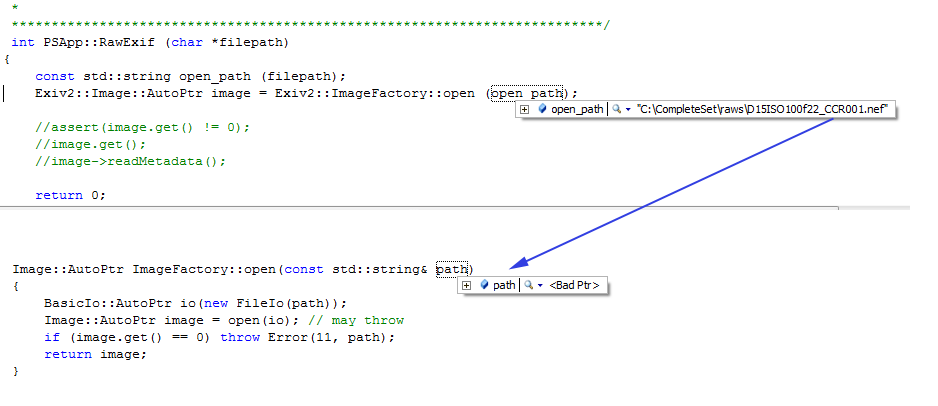 *
**************************************************************************/
int PSApp::RawExif (char *filepath)
{
const std::string open_path (filepath);
Exiv2::Image::AutoPtr image = Exiv2::ImageFactory::open (open_path);
open_path "C:\CompleteSet\raws\D15ISO100f22_CCR001.nef"
//assert(image.get() != 0);
//image.get();
//image->readMetadata();
return 0;
Image::AutoPtr ImageFactory::open(const std::string& path)
path <Bad Ptr>
{
BasicIo::AutoPtr io(new FileIo(path));
Image::AutoPtr image = open(io); // may throw
if (image.get() == 0) throw Error(11, path);
return image;
}